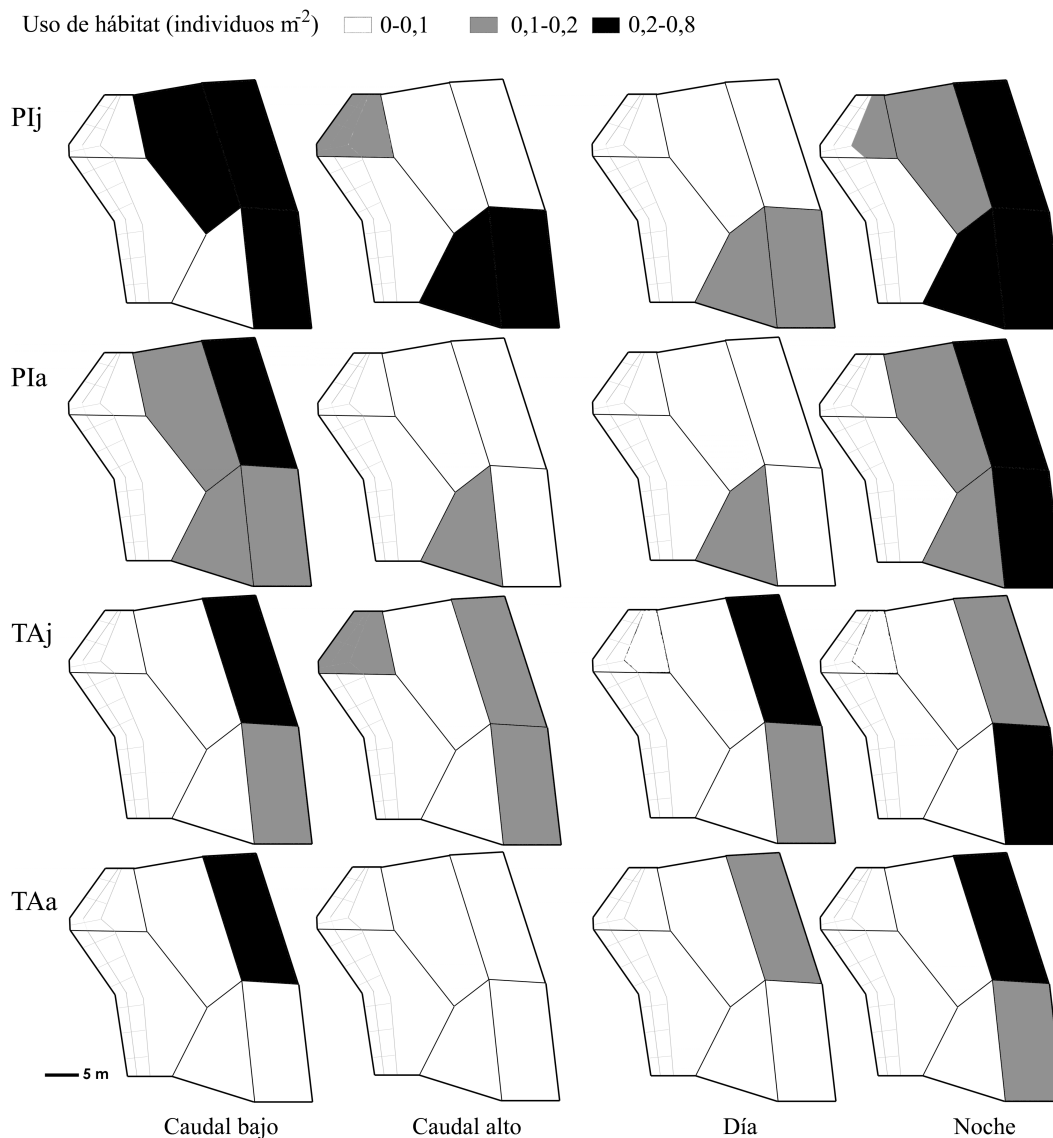 Uso de hábitat (individuos m-2) 0-0,1 0,1-0,2 0,2-0,8
PIj
PIa
TAj
TAa
5 m
Caudal bajo Caudal alto Día Noche